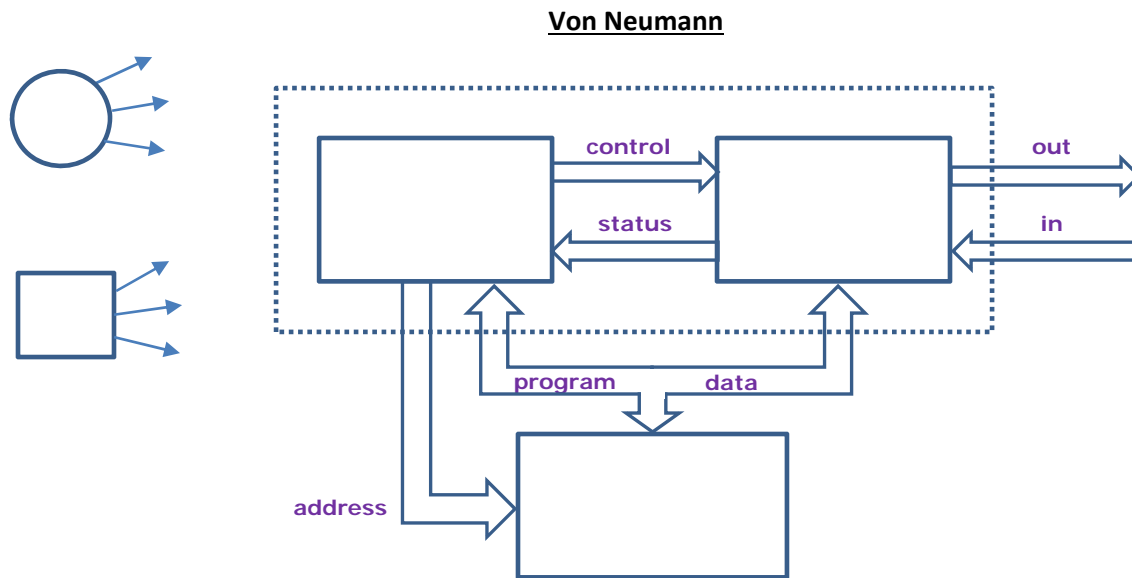 Von Neumann
control
out
status
in
program
data
address